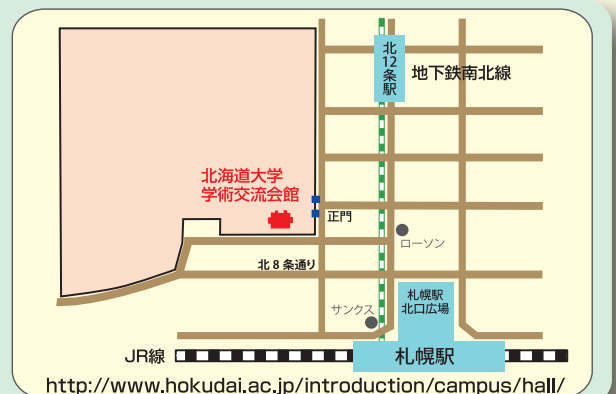 北12条駅
地下鉄南北線
北海道大学
学術交流会館
正門
ローソン
北8条通り
札幌駅
北口広場
サンクス
JR線
札幌駅
http://www.hokudai.ac.jp/introduction/campus/hall/